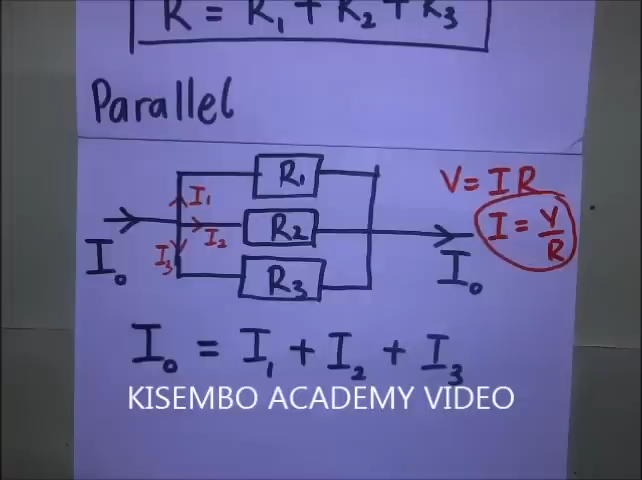 R = R₁ + R₂ + R₃
Parallel
R₁
V = IR
I₁
I₂
R₂
I = V/R
I₃
I₀
R₃
I₀
I₀ = I₁ + I₂ + I₃
KISEMBO ACADEMY VIDEO